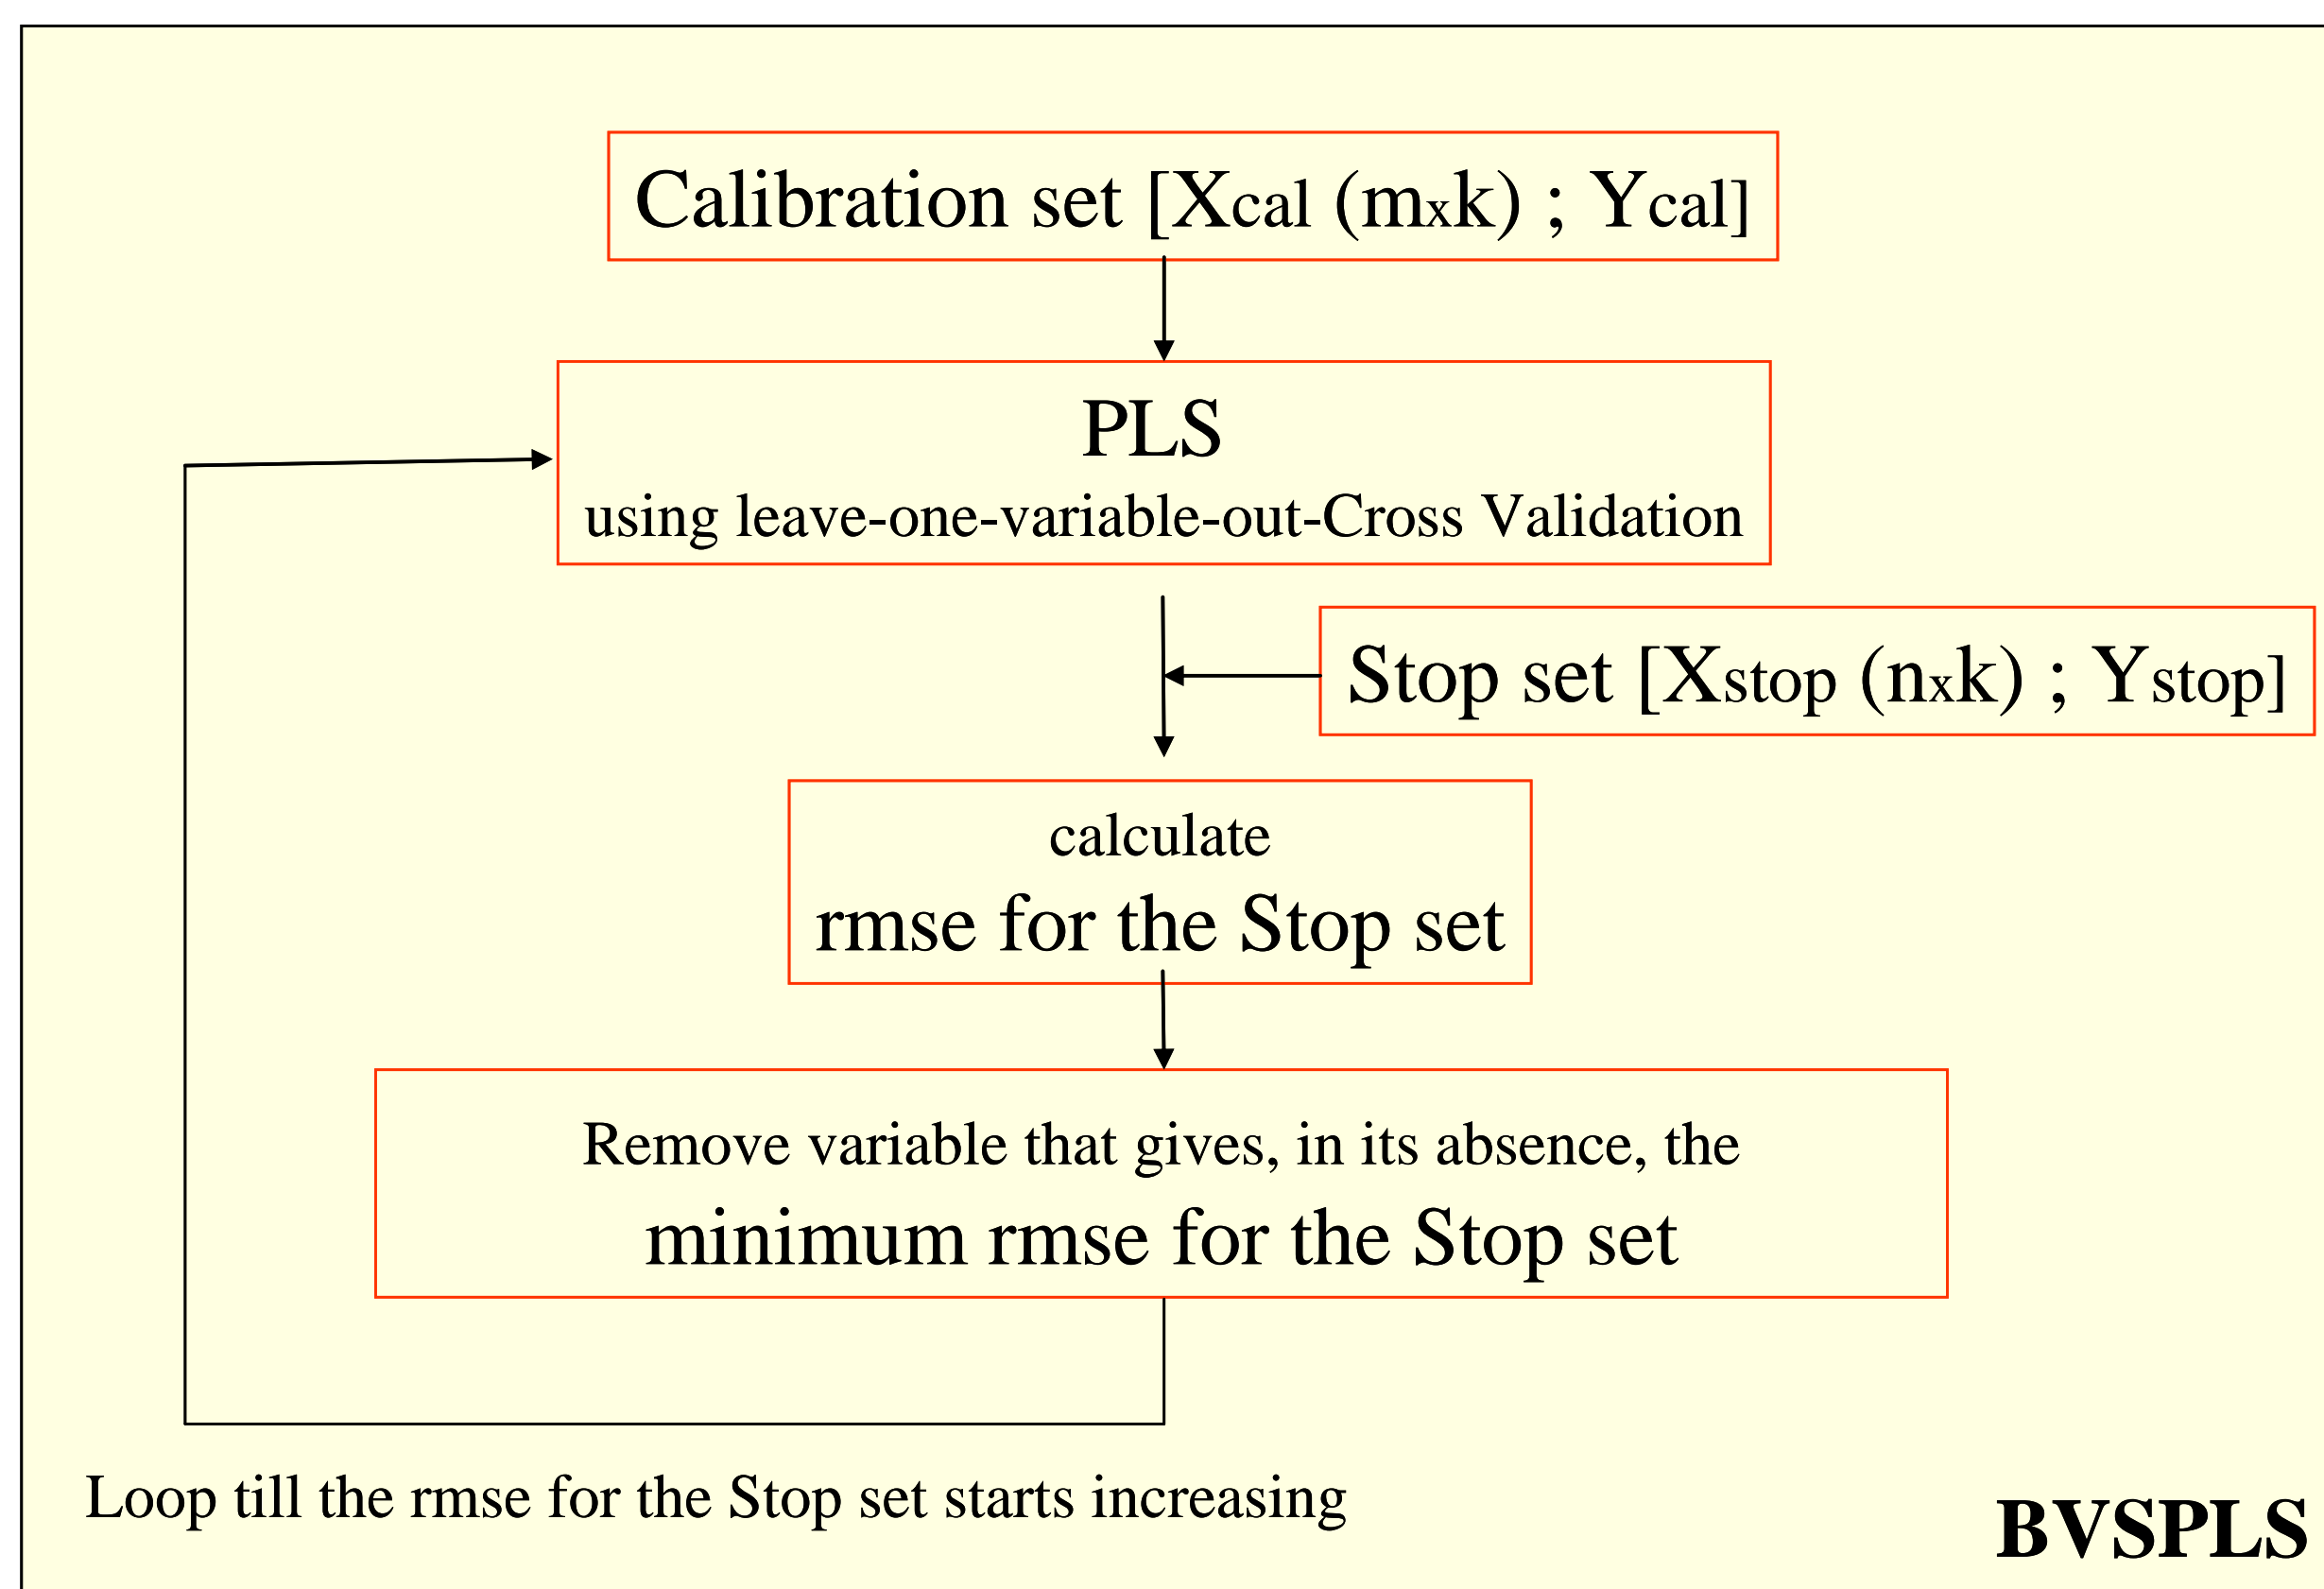 Calibration set [Xcal (mxk) ; Ycal]
PLS
using leave-one-variable-out-Cross Validation
Stop set [Xstop (nxk) ; Ystop]
calculate
rmse for the Stop set
Remove variable that gives, in its absence, the
minimum rmse for the Stop set
Loop till the rmse for the Stop set starts increasing
BVSPLS